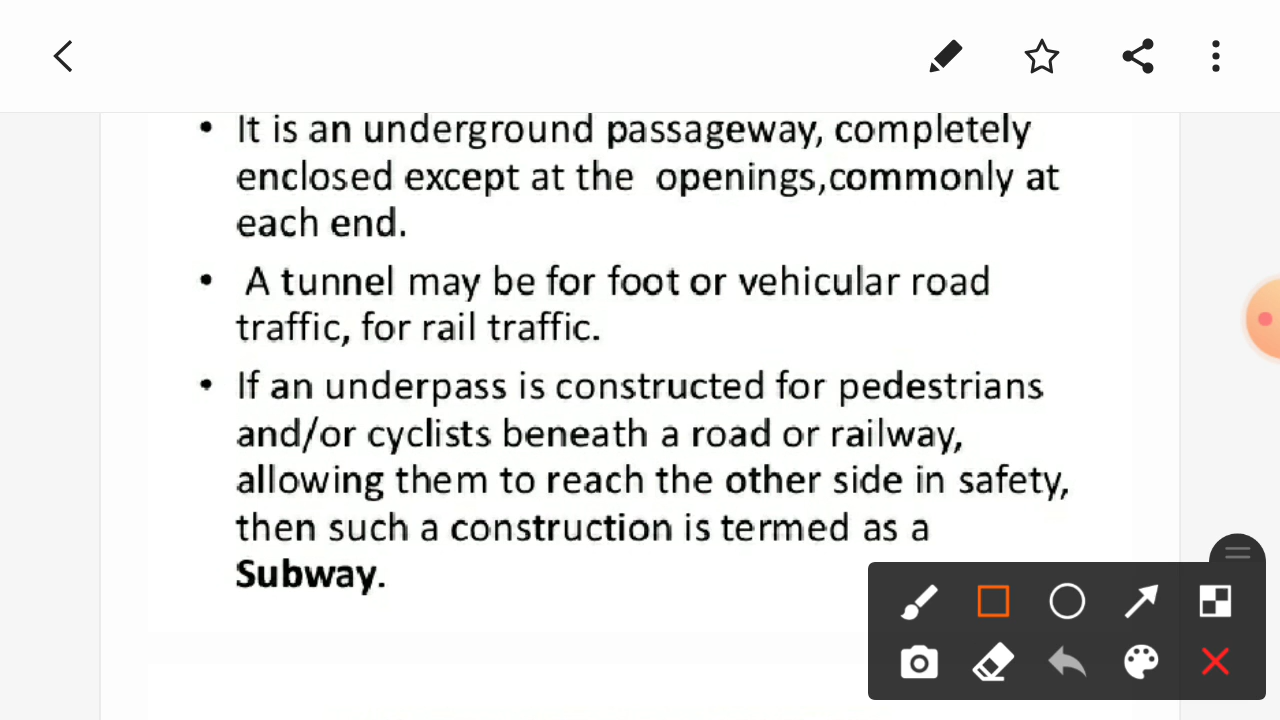 • It is an underground passageway, completely
enclosed except at the openings,commonly at
each end.
• A tunnel may be for foot or vehicular road
traffic, for rail traffic.
• If an underpass is constructed for pedestrians
and/or cyclists beneath a road or railway,
allowing them to reach the other side in safety,
then such a construction is termed as a
Subway.